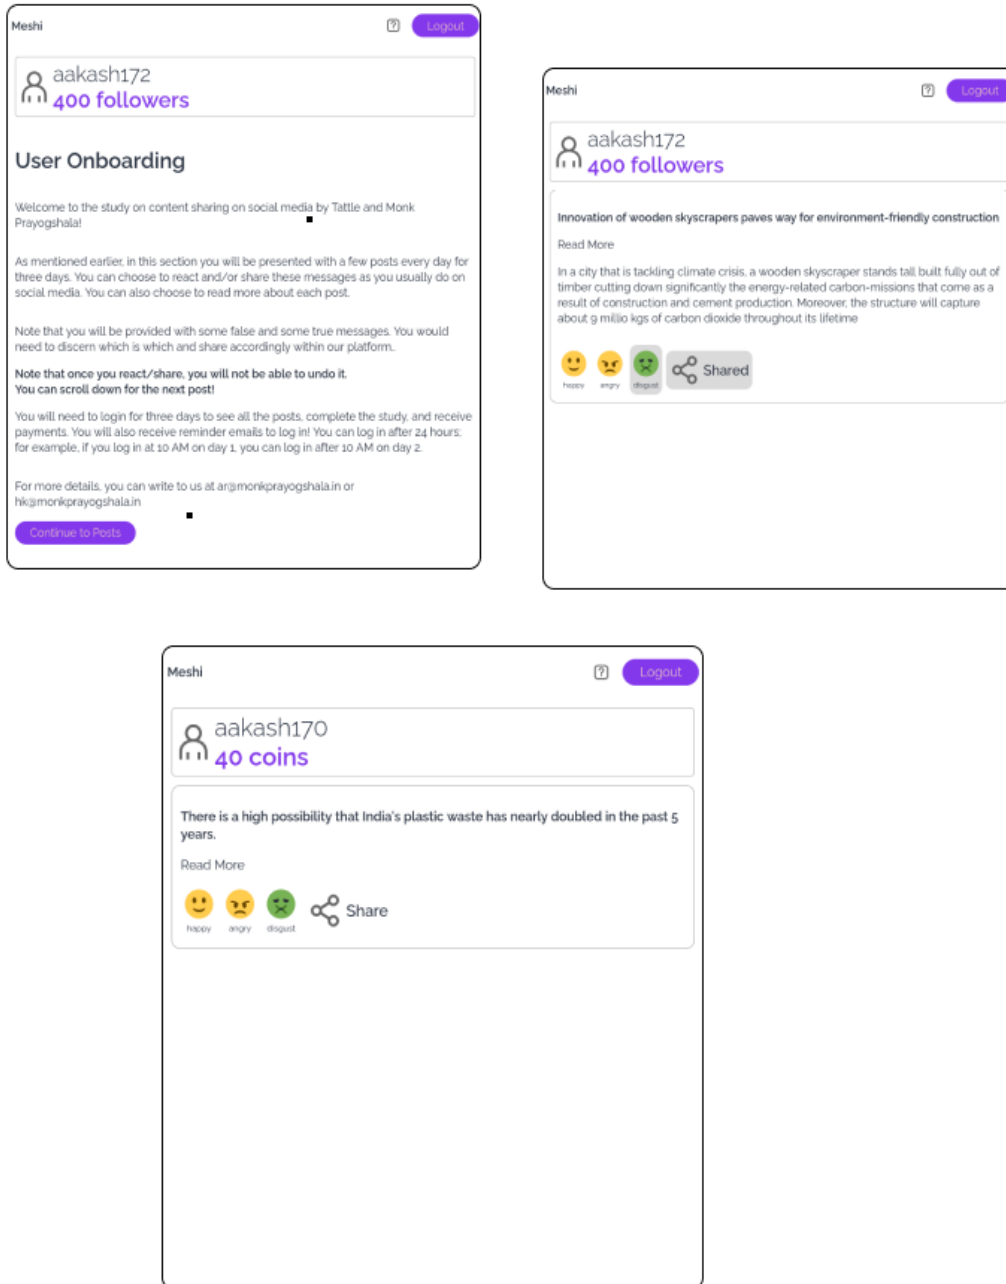 Meshi
Logout
aakash172
400 followers
User Onboarding
Welcome to the study on content sharing on social media by Tattle and Monk
Prayogshala!
As mentioned earlier, in this section you will be presented with a few posts every day for
three days. You can choose to react and/or share these messages as you usually do on
social media. You can also choose to read more about each post.
Note that you will be provided with some false and some true messages. You would
need to discern which is which and share accordingly within our platform..
Note that once you react/share, you will not be able to undo it.
You can scroll down for the next post!
You will need to login for three days to see all the posts, complete the study, and receive
payments. You will also receive reminder emails to log in! You can log in after 24 hours;
for example, if you log in at 10 AM on day 1, you can log in after 10 AM on day 2.
For more details, you can write to us at ar@monkprayogshala.in or
hk@monkprayogshala.in
Continue to Posts
Meshi
Logout
aakash172
400 followers
Innovation of wooden skyscrapers paves way for environment-friendly construction
Read More
In a city that is tackling climate crisis, a wooden skyscraper stands tall built fully out of
timber cutting down significantly the energy-related carbon-missions that come as a
result of construction and cement production. Moreover, the structure will capture
about 9 millio kgs of carbon dioxide throughout its lifetime
happy angry disgust Shared
Meshi
Logout
aakash170
40 coins
There is a high possibility that India's plastic waste has nearly doubled in the past 5
years.
Read More
happy angry disgust Share